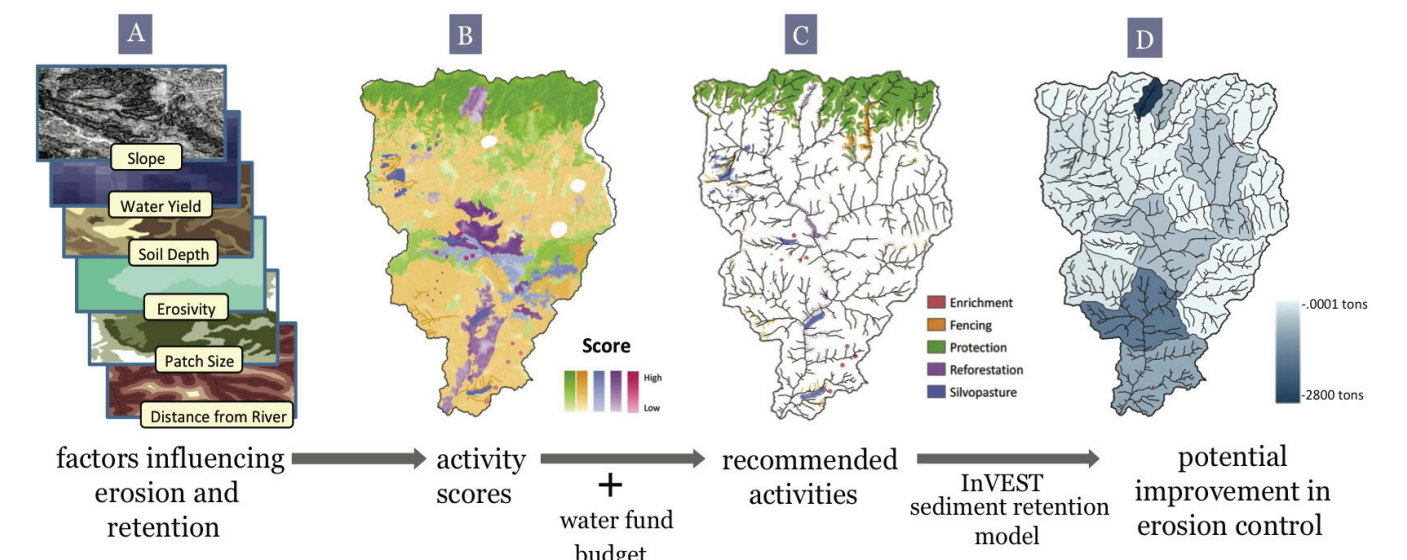 A
B
C
D
Slope
Water Yield
Soil Depth
Erosivity
Patch Size
Distance from River
Score
High
Low
Enrichment
Fencing
Protection
Reforestation
Silvopasture
-.0001 tons
-2800 tons
factors influencing
erosion and
retention
activity
scores
+
water fund
budget
recommended
activities
InVEST
sediment retention
model
potential
improvement in
erosion control